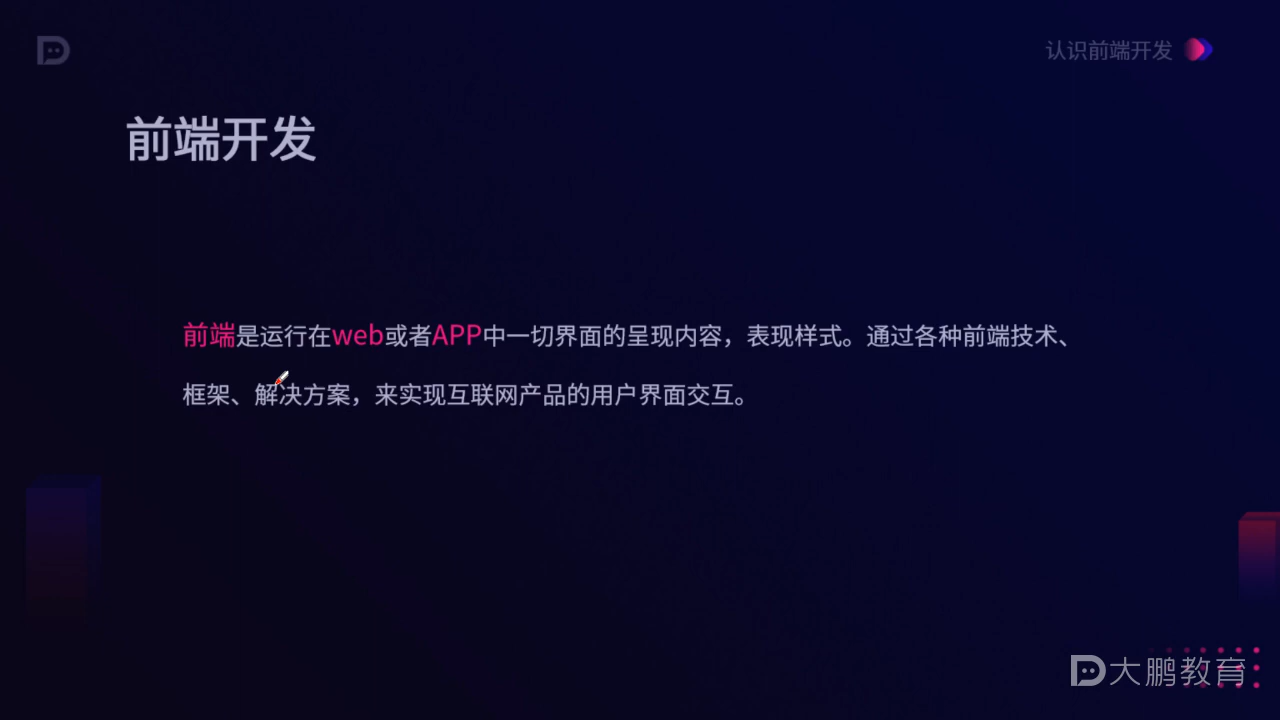 认识前端开发
前端开发
前端是运行在web或者APP中一切界面的呈现内容，表现样式。通过各种前端技术、
框架、解决方案，来实现互联网产品的用户界面交互。
大鹏教育